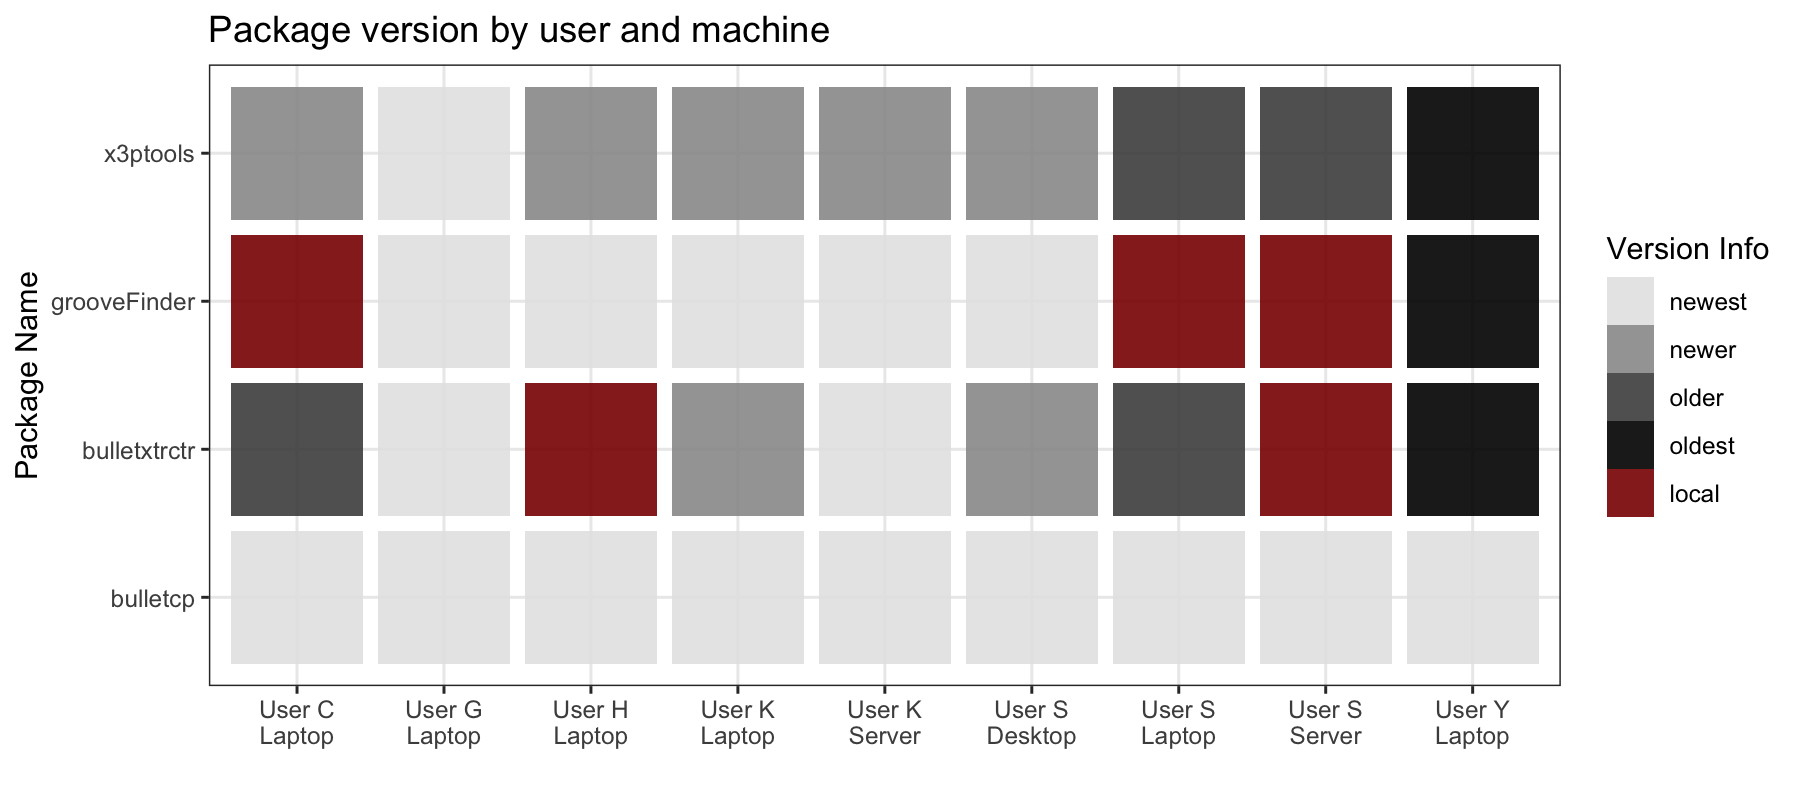 Package version by user and machine
Package Name
x3ptools
grooveFinder
bulletxtrctr
bulletcp
User C
Laptop
User G
Laptop
User H
Laptop
User K
Laptop
User K
Server
User S
Desktop
User S
Laptop
User S
Server
User Y
Laptop
Version Info
newest
newer
older
oldest
local